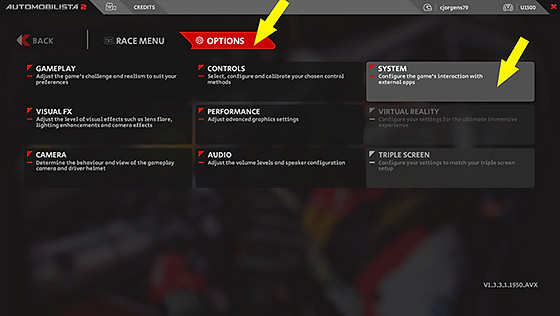 AUTOMOBILISTA 2
CREDITS
cjorgens79
U1500
BACK
RACE MENU
OPTIONS
GAMEPLAY
Adjust the game's challenge and realism to suit your
preferences
CONTROLS
Select, configure and calibrate your chosen control
methods
SYSTEM
Configure the game's interaction with
external apps
VISUAL FX
Adjust the level of visual effects such as lens flare,
lighting enhancements and camera effects
PERFORMANCE
Adjust advanced graphics settings
VIRTUAL REALITY
Configure your settings for the ultimate immersive
experience
CAMERA
Determine the behaviour and view of the gameplay
camera and driver helmet
AUDIO
Adjust the volume levels and speaker configuration
TRIPLE SCREEN
Configure your settings to match your triple screen
setup
V1.3.3.1.1950.AVX